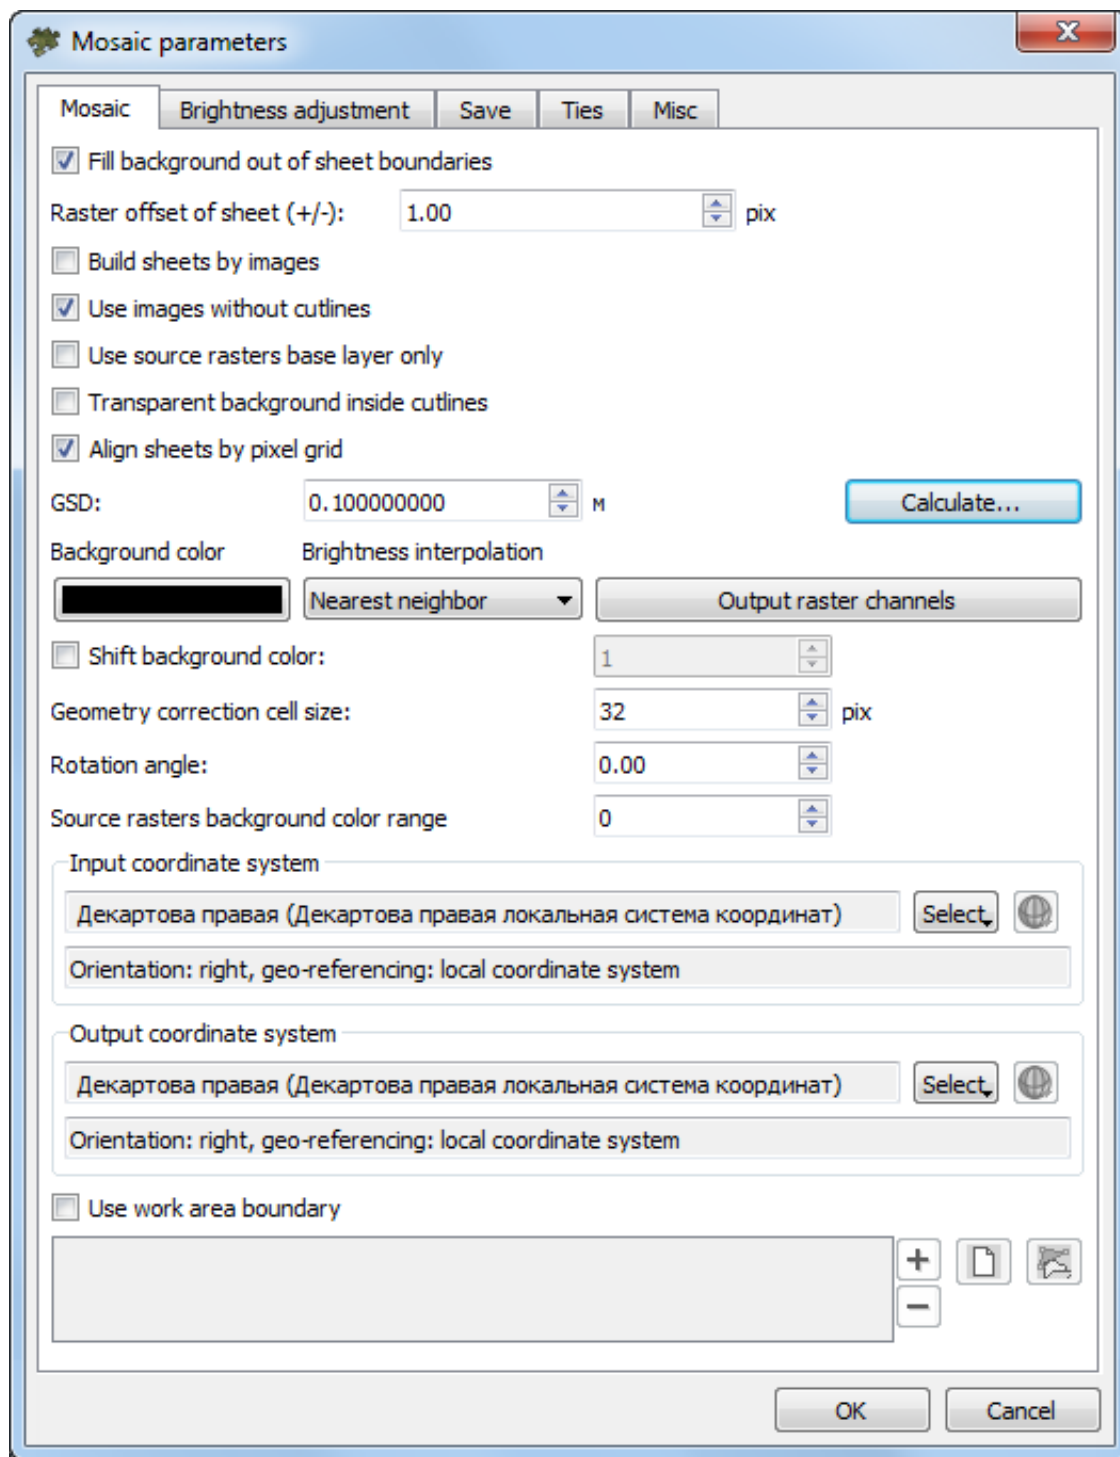 Mosaic parameters
Mosaic Brightness adjustment Save Ties Misc
Fill background out of sheet boundaries
Raster offset of sheet (+/-): 1.00 pix
Build sheets by images
Use images without cutlines
Use source rasters base layer only
Transparent background inside cutlines
Align sheets by pixel grid
GSD: 0.100000000 м Calculate...
Background color Brightness interpolation
Nearest neighbor Output raster channels
Shift background color: 1
Geometry correction cell size: 32 pix
Rotation angle: 0.00
Source rasters background color range 0
Input coordinate system
Декартова правая (Декартова правая локальная система координат) Select
Orientation: right, geo-referencing: local coordinate system
Output coordinate system
Декартова правая (Декартова правая локальная система координат) Select
Orientation: right, geo-referencing: local coordinate system
Use work area boundary
OK Cancel